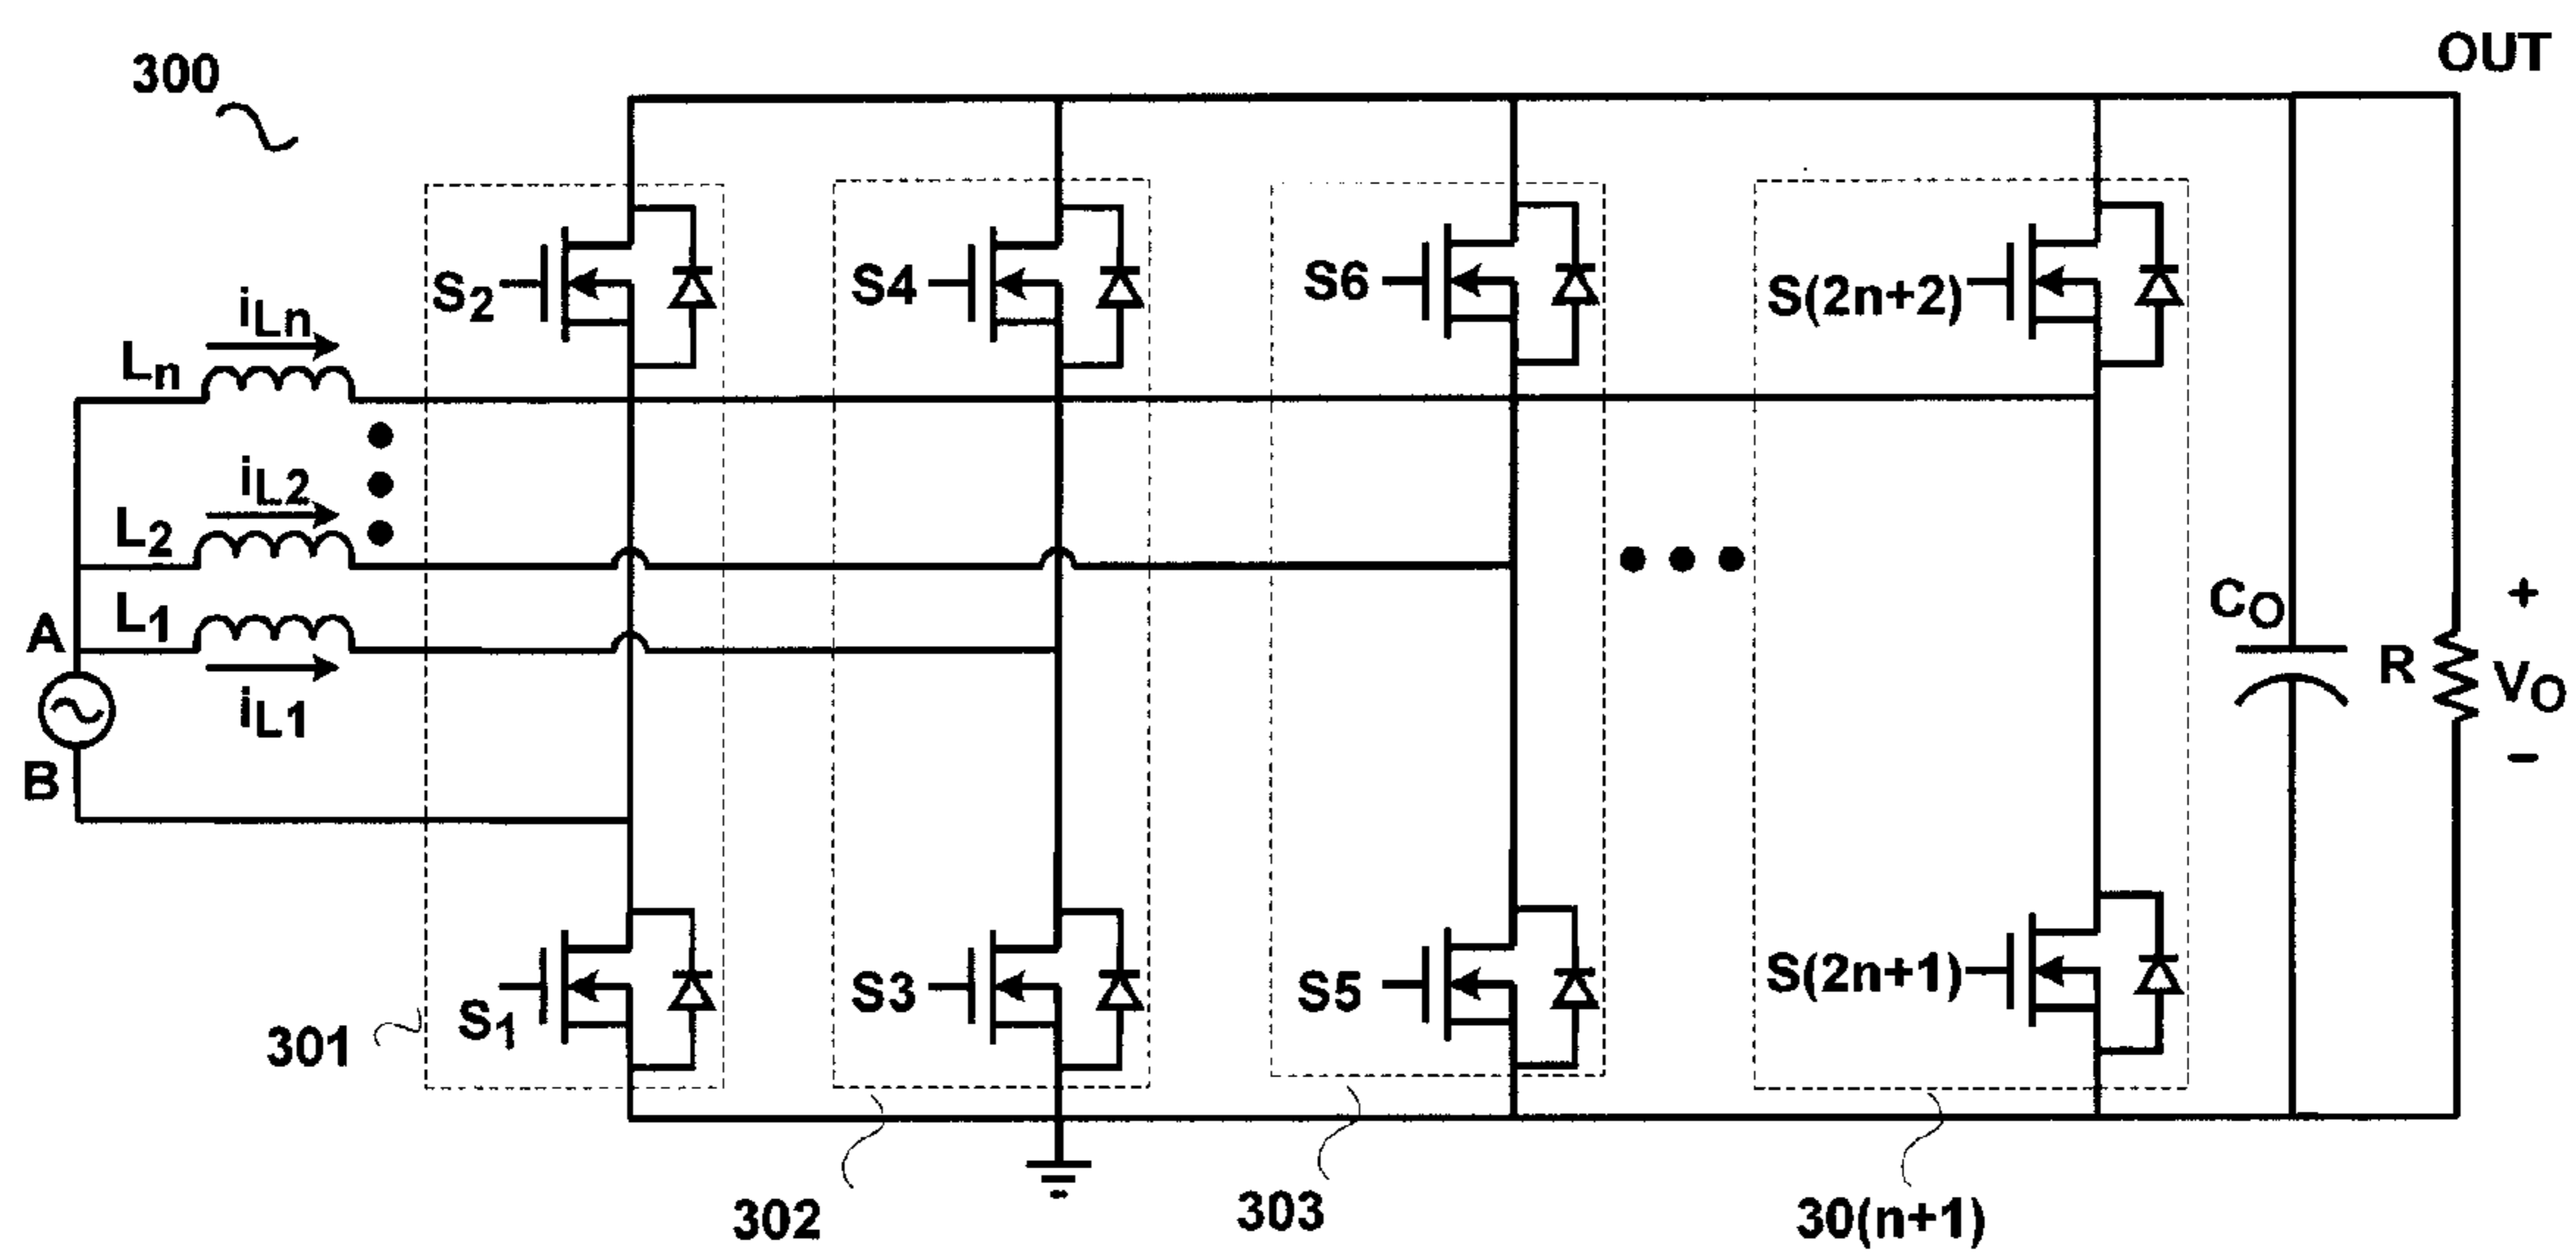 300
OUT
S2
S4
S6
S(2n+2)
iLn
Ln
iL2
L2
L1
A
iL1
B
CO
R
+
VO
−
S1
S3
S5
S(2n+1)
301
302
303
30(n+1)